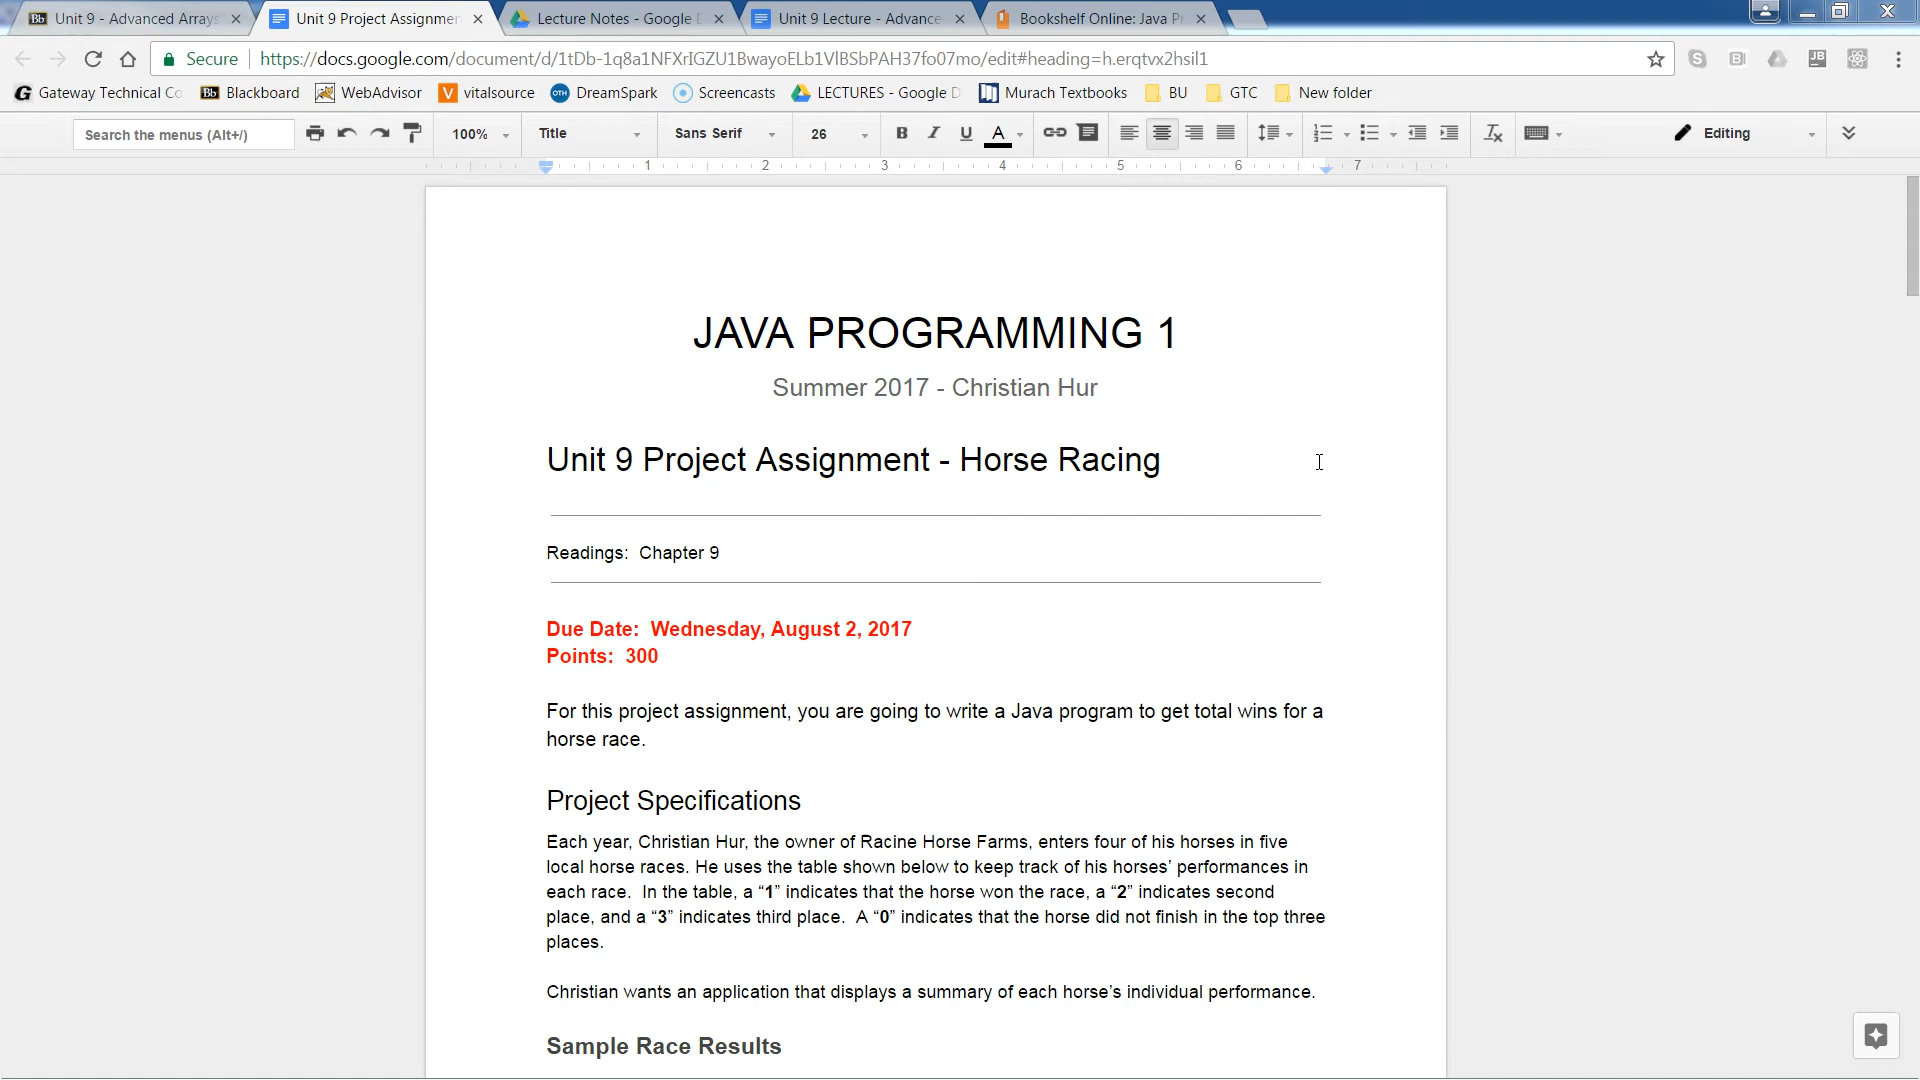 Unit 9 - Advanced Arrays
Unit 9 Project Assignmen
Lecture Notes - Google D
Unit 9 Lecture - Advance
Bookshelf Online: Java P
Secure
https://docs.google.com/document/d/1tDb-1q8a1NFXrIGZU1BwayoELb1VlBSbPAH37fo07mo/edit#heading=h.erqtvx2hsil1
Gateway Technical Co
Bb Blackboard
WebAdvisor
vitalsource
DreamSpark
Screencasts
LECTURES - Google D
Murach Textbooks
BU
GTC
New folder
Search the menus (Alt+/)
100%
Title
Sans Serif
26
B I U A
Editing
1 2 3 4 5 6 7
JAVA PROGRAMMING 1
Summer 2017 - Christian Hur
Unit 9 Project Assignment - Horse Racing
Readings: Chapter 9
Due Date: Wednesday, August 2, 2017
Points: 300
For this project assignment, you are going to write a Java program to get total wins for a
horse race.
Project Specifications
Each year, Christian Hur, the owner of Racine Horse Farms, enters four of his horses in five
local horse races. He uses the table shown below to keep track of his horses’ performances in
each race. In the table, a “1” indicates that the horse won the race, a “2” indicates second
place, and a “3” indicates third place. A “0” indicates that the horse did not finish in the top three
places.
Christian wants an application that displays a summary of each horse’s individual performance.
Sample Race Results